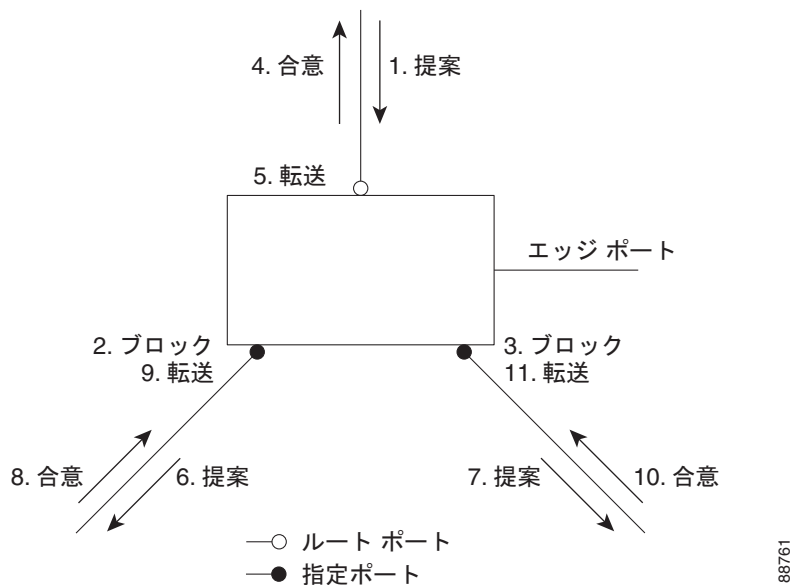 4. 合意
1. 提案
5. 転送
エッジ ポート
2. ブロック
9. 転送
3. ブロック
11. 転送
8. 合意
6. 提案
7. 提案
10. 合意
ルート ポート
指定ポート
88761